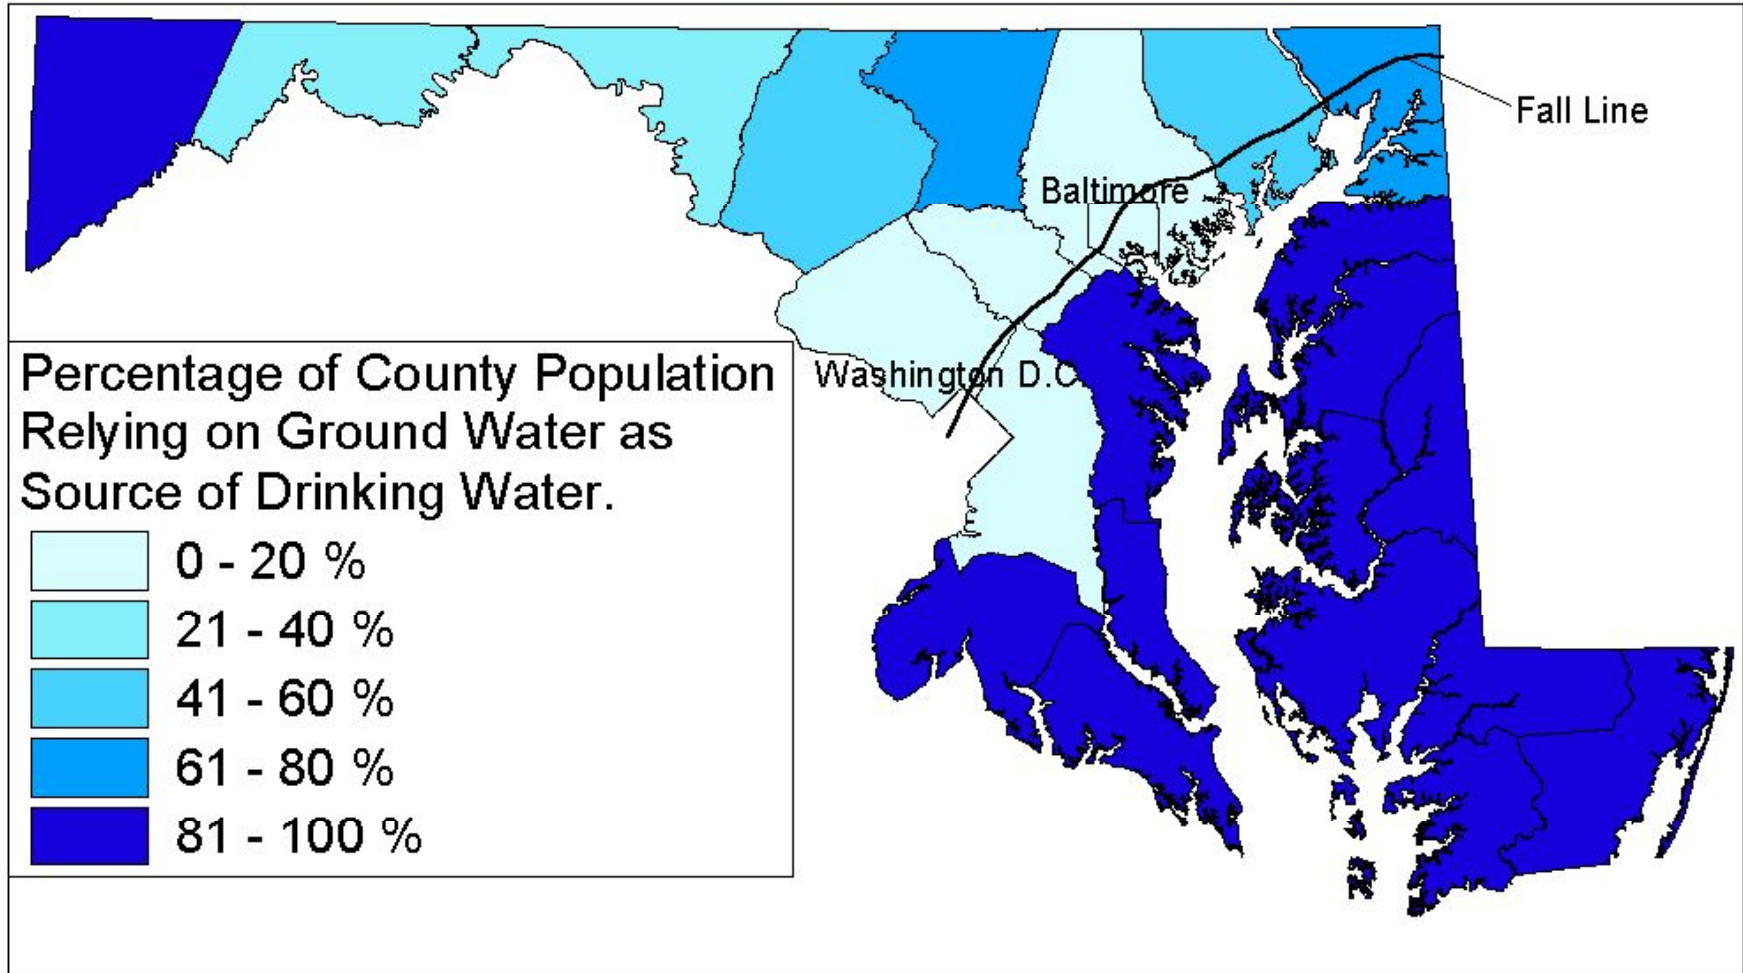 Fall Line
Baltimore
Washington D.C
Percentage of County Population
Relying on Ground Water as
Source of Drinking Water.
0 - 20 %
21 - 40 %
41 - 60 %
61 - 80 %
81 - 100 %